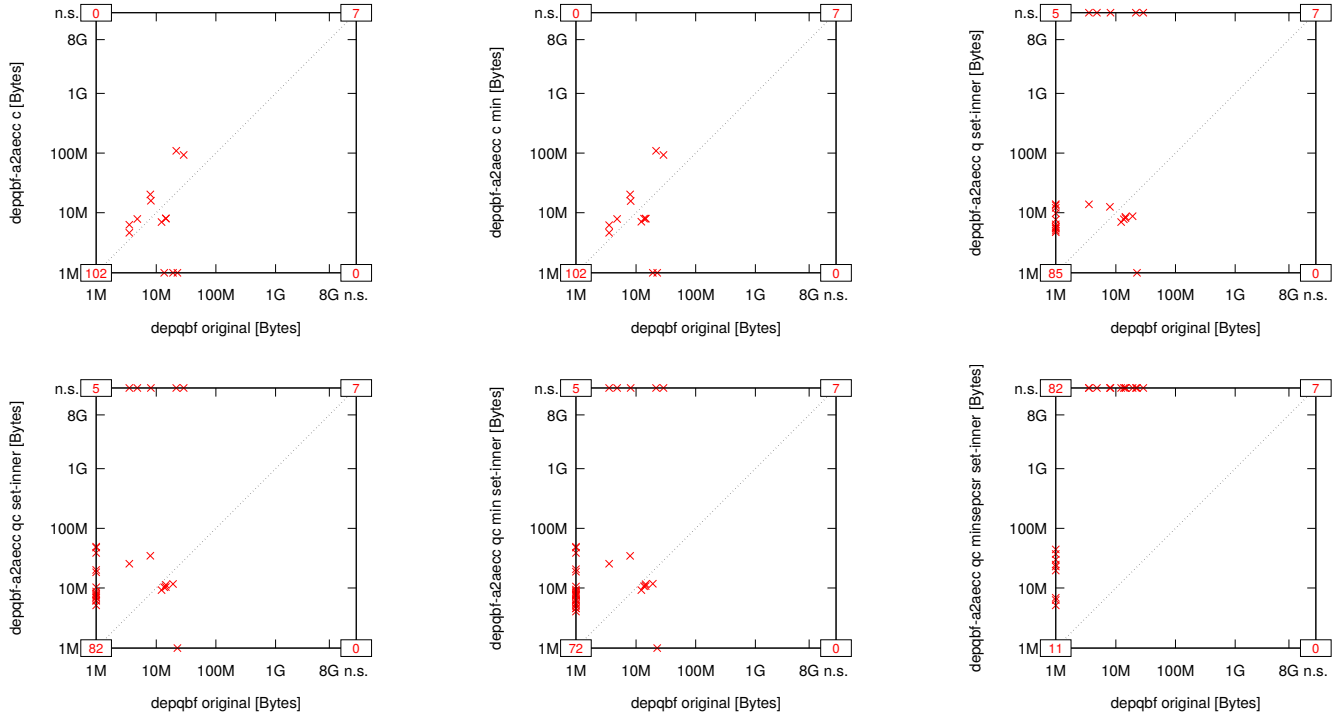 n.s. 0 7
8G
1G
100M
10M
1M 102 0
1M 10M 100M 1G 8G n.s.
depqbf original [Bytes]
depqbf-a2aecc c [Bytes]
n.s. 0 7
8G
1G
100M
10M
1M 102 0
1M 10M 100M 1G 8G n.s.
depqbf original [Bytes]
depqbf-a2aecc c min [Bytes]
n.s. 5 7
8G
1G
100M
10M
1M 85 0
1M 10M 100M 1G 8G n.s.
depqbf original [Bytes]
depqbf-a2aecc q set-inner [Bytes]
n.s. 5 7
8G
1G
100M
10M
1M 82 0
1M 10M 100M 1G 8G n.s.
depqbf original [Bytes]
depqbf-a2aecc qc set-inner [Bytes]
n.s. 5 7
8G
1G
100M
10M
1M 72 0
1M 10M 100M 1G 8G n.s.
depqbf original [Bytes]
depqbf-a2aecc qc min set-inner [Bytes]
n.s. 82 7
8G
1G
100M
10M
1M 11 0
1M 10M 100M 1G 8G n.s.
depqbf original [Bytes]
depqbf-a2aecc qc minsepcsr set-inner [Bytes]